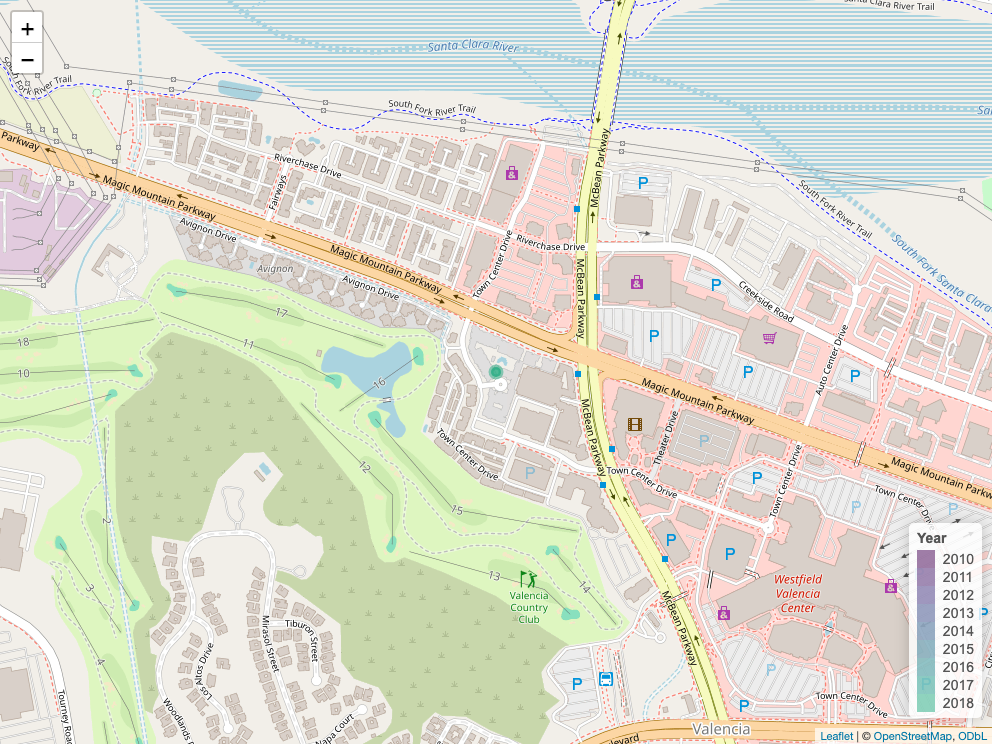 Santa Clara River Trail
+
−
Santa Clara River
South Fork River Trail
South Fork River Trail
Parkway
Magic Mountain Parkway
Riverchase Drive
Fairways
McBean Parkway
P
South Fork River Trail
Avignon Drive
Avignon
Magic Mountain Parkway
Avignon Drive
Town Center Drive
Riverchase Drive
McBean Parkway
South Fork Santa Clara
P
Creekside Road
P
Auto Center Drive
17
18
11
10
16
P
P
Magic Mountain Parkway
McBean Parkway
Theater Drive
P
Town Center Drive
12
P
Town Center Drive
P
Town Center Drive
Magic Mountain Parkway
Town Center Drive
15
P
P
2
13
14
Valencia
Country
Club
3
P
P
Westfield
Valencia
Center
McBean Parkway
Mirasol Street
Tiburon Street
Los Altos Drive
4
Tourney Road
Woodlands
Napa Court
P
P
P
Town Center Drive
Valencia
Year
2010
2011
2012
2013
2014
2015
2016
2017
2018
Leaflet | © OpenStreetMap, ODbL